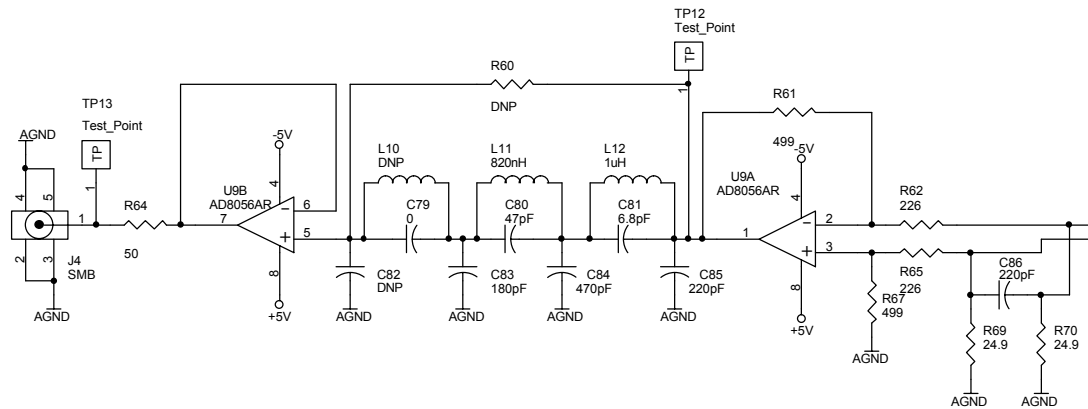 TP12
Test_Point
TP
1
R60
DNP
R61
499
TP13
Test_Point
TP
1
AGND
4
5
1
2
3
J4
SMB
AGND
R64
50
-5V
4
U9B
AD8056AR
7
6
5
8
+5V
L10
DNP
L11
820nH
L12
1uH
C79
0
C80
47pF
C81
6.8pF
C82
DNP
C83
180pF
C84
470pF
C85
220pF
AGND
AGND
AGND
AGND
-5V
4
U9A
AD8056AR
1
2
3
8
+5V
R62
226
R65
226
R67
499
AGND
C86
220pF
R69
24.9
R70
24.9
AGND
AGND